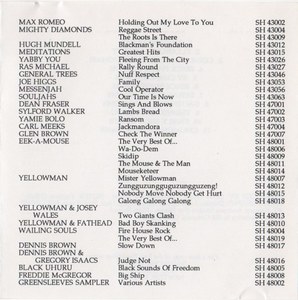 MAX ROMEO Holding Out My Love To You SH 43002
MIGHTY DIAMONDS Reggae Street SH 43004
The Roots Is There SH 43009
HUGH MUNDELL Blackman's Foundation SH 43012
MEDITATIONS Greatest Hits SH 43015
YABBY YOU Fleeing From The City SH 43026
RAS MICHAEL Rally Round SH 43027
GENERAL TREES Nuff Respect SH 43046
JOE HIGGS Family SH 43053
MESSENJAH Cool Operator SH 43056
SOULJAHS Our Time Is Now SH 43063
DEAN FRASER Sings And Blows SH 47001
SYLFORD WALKER Lambs Bread SH 47002
YAMIE BOLO Ransom SH 47003
CARL MEEKS Jackmandora SH 47004
GLEN BROWN Check The Winner SH 47007
EEK-A-MOUSE The Very Best Of... SH 48001
Wa-Do-Dem SH 48006
Skidip SH 48009
The Mouse & The Man SH 48011
Mouseketeer SH 48014
YELLOWMAN Mister Yellowman SH 48007
Zungguzungguguzungguzeng! SH 48012
Nobody Move Nobody Get Hurt SH 48015
Galong Galong Galong SH 48018
YELLOWMAN & JOSEY
WALES Two Giants Clash SH 48013
YELLOWMAN & FATHEAD Bad Boy Skanking SH 48010
WAILING SOULS Fire House Rock SH 48004
The Very Best Of... SH 48019
DENNIS BROWN Slow Down SH 48017
DENNIS BROWN &
GREGORY ISAACS Judge Not SH 48016
BLACK UHURU Black Sounds Of Freedom SH 48005
FREDDIE McGREGOR Big Ship SH 48008
GREENSLEEVES SAMPLER Various Artists SH 48002